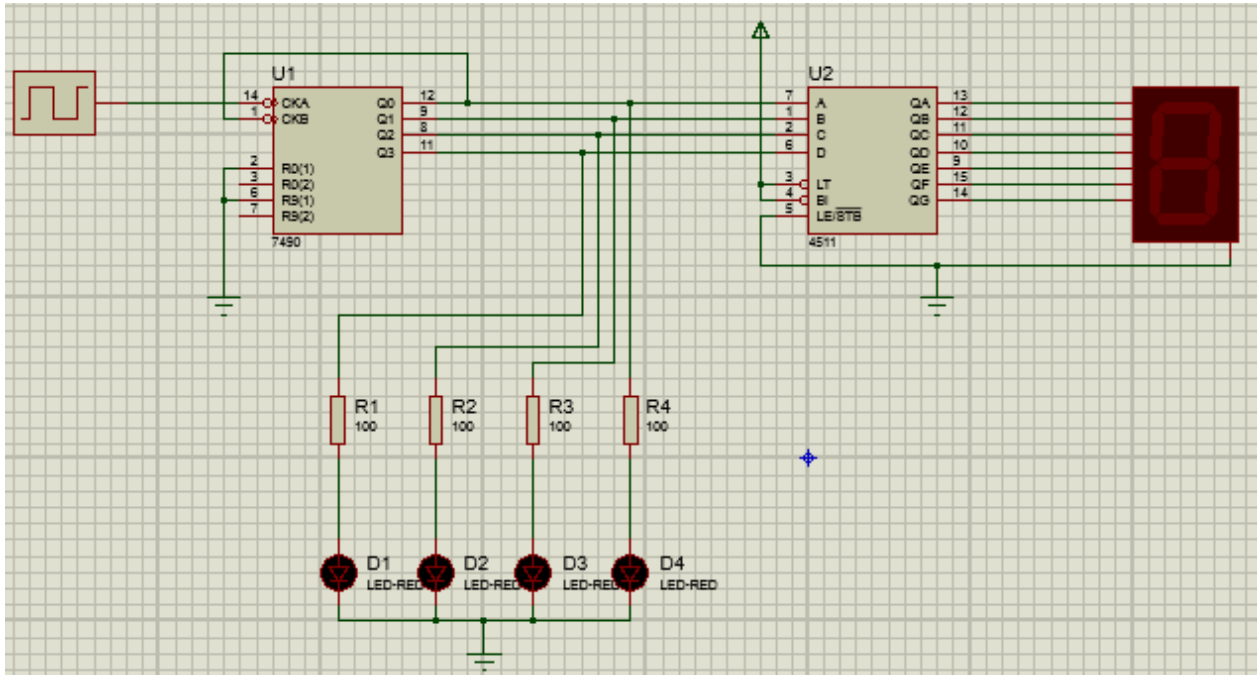 U1
14 CKA Q0 12
1 CKB Q1 9
Q2 8
Q3 11
2 R0(1)
3 R0(2)
6 R9(1)
7 R9(2)
7490
U2
7 A QA 13
1 B QB 12
2 C QC 11
6 D QD 10
QE 9
3 LT QF 15
4 BI QG 14
5 LE/STB
4511
R1
100
R2
100
R3
100
R4
100
D1
LED-RED
D2
LED-RED
D3
LED-RED
D4
LED-RED